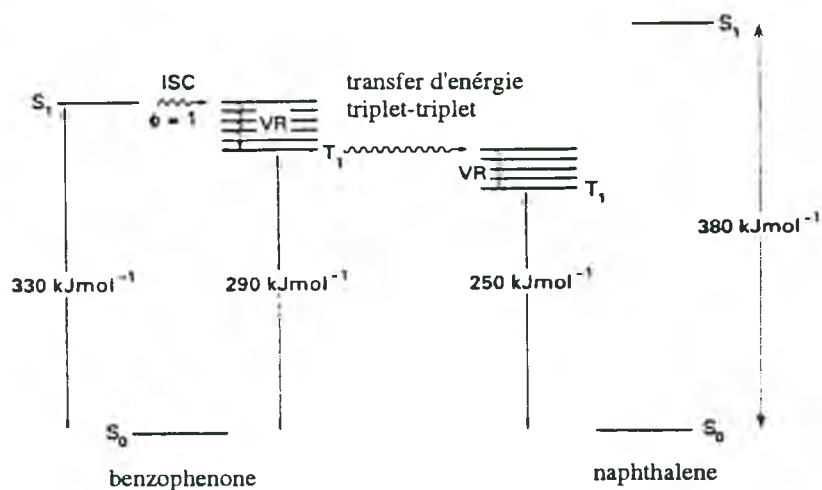 S₁
ISC
ɸ = 1
VR
T₁
transfer d'enérgie
triplet-triplet
VR
T₁
S₁
330 kJmol⁻¹
290 kJmol⁻¹
250 kJmol⁻¹
380 kJmol⁻¹
S₀
S₀
benzophenone
naphthalene